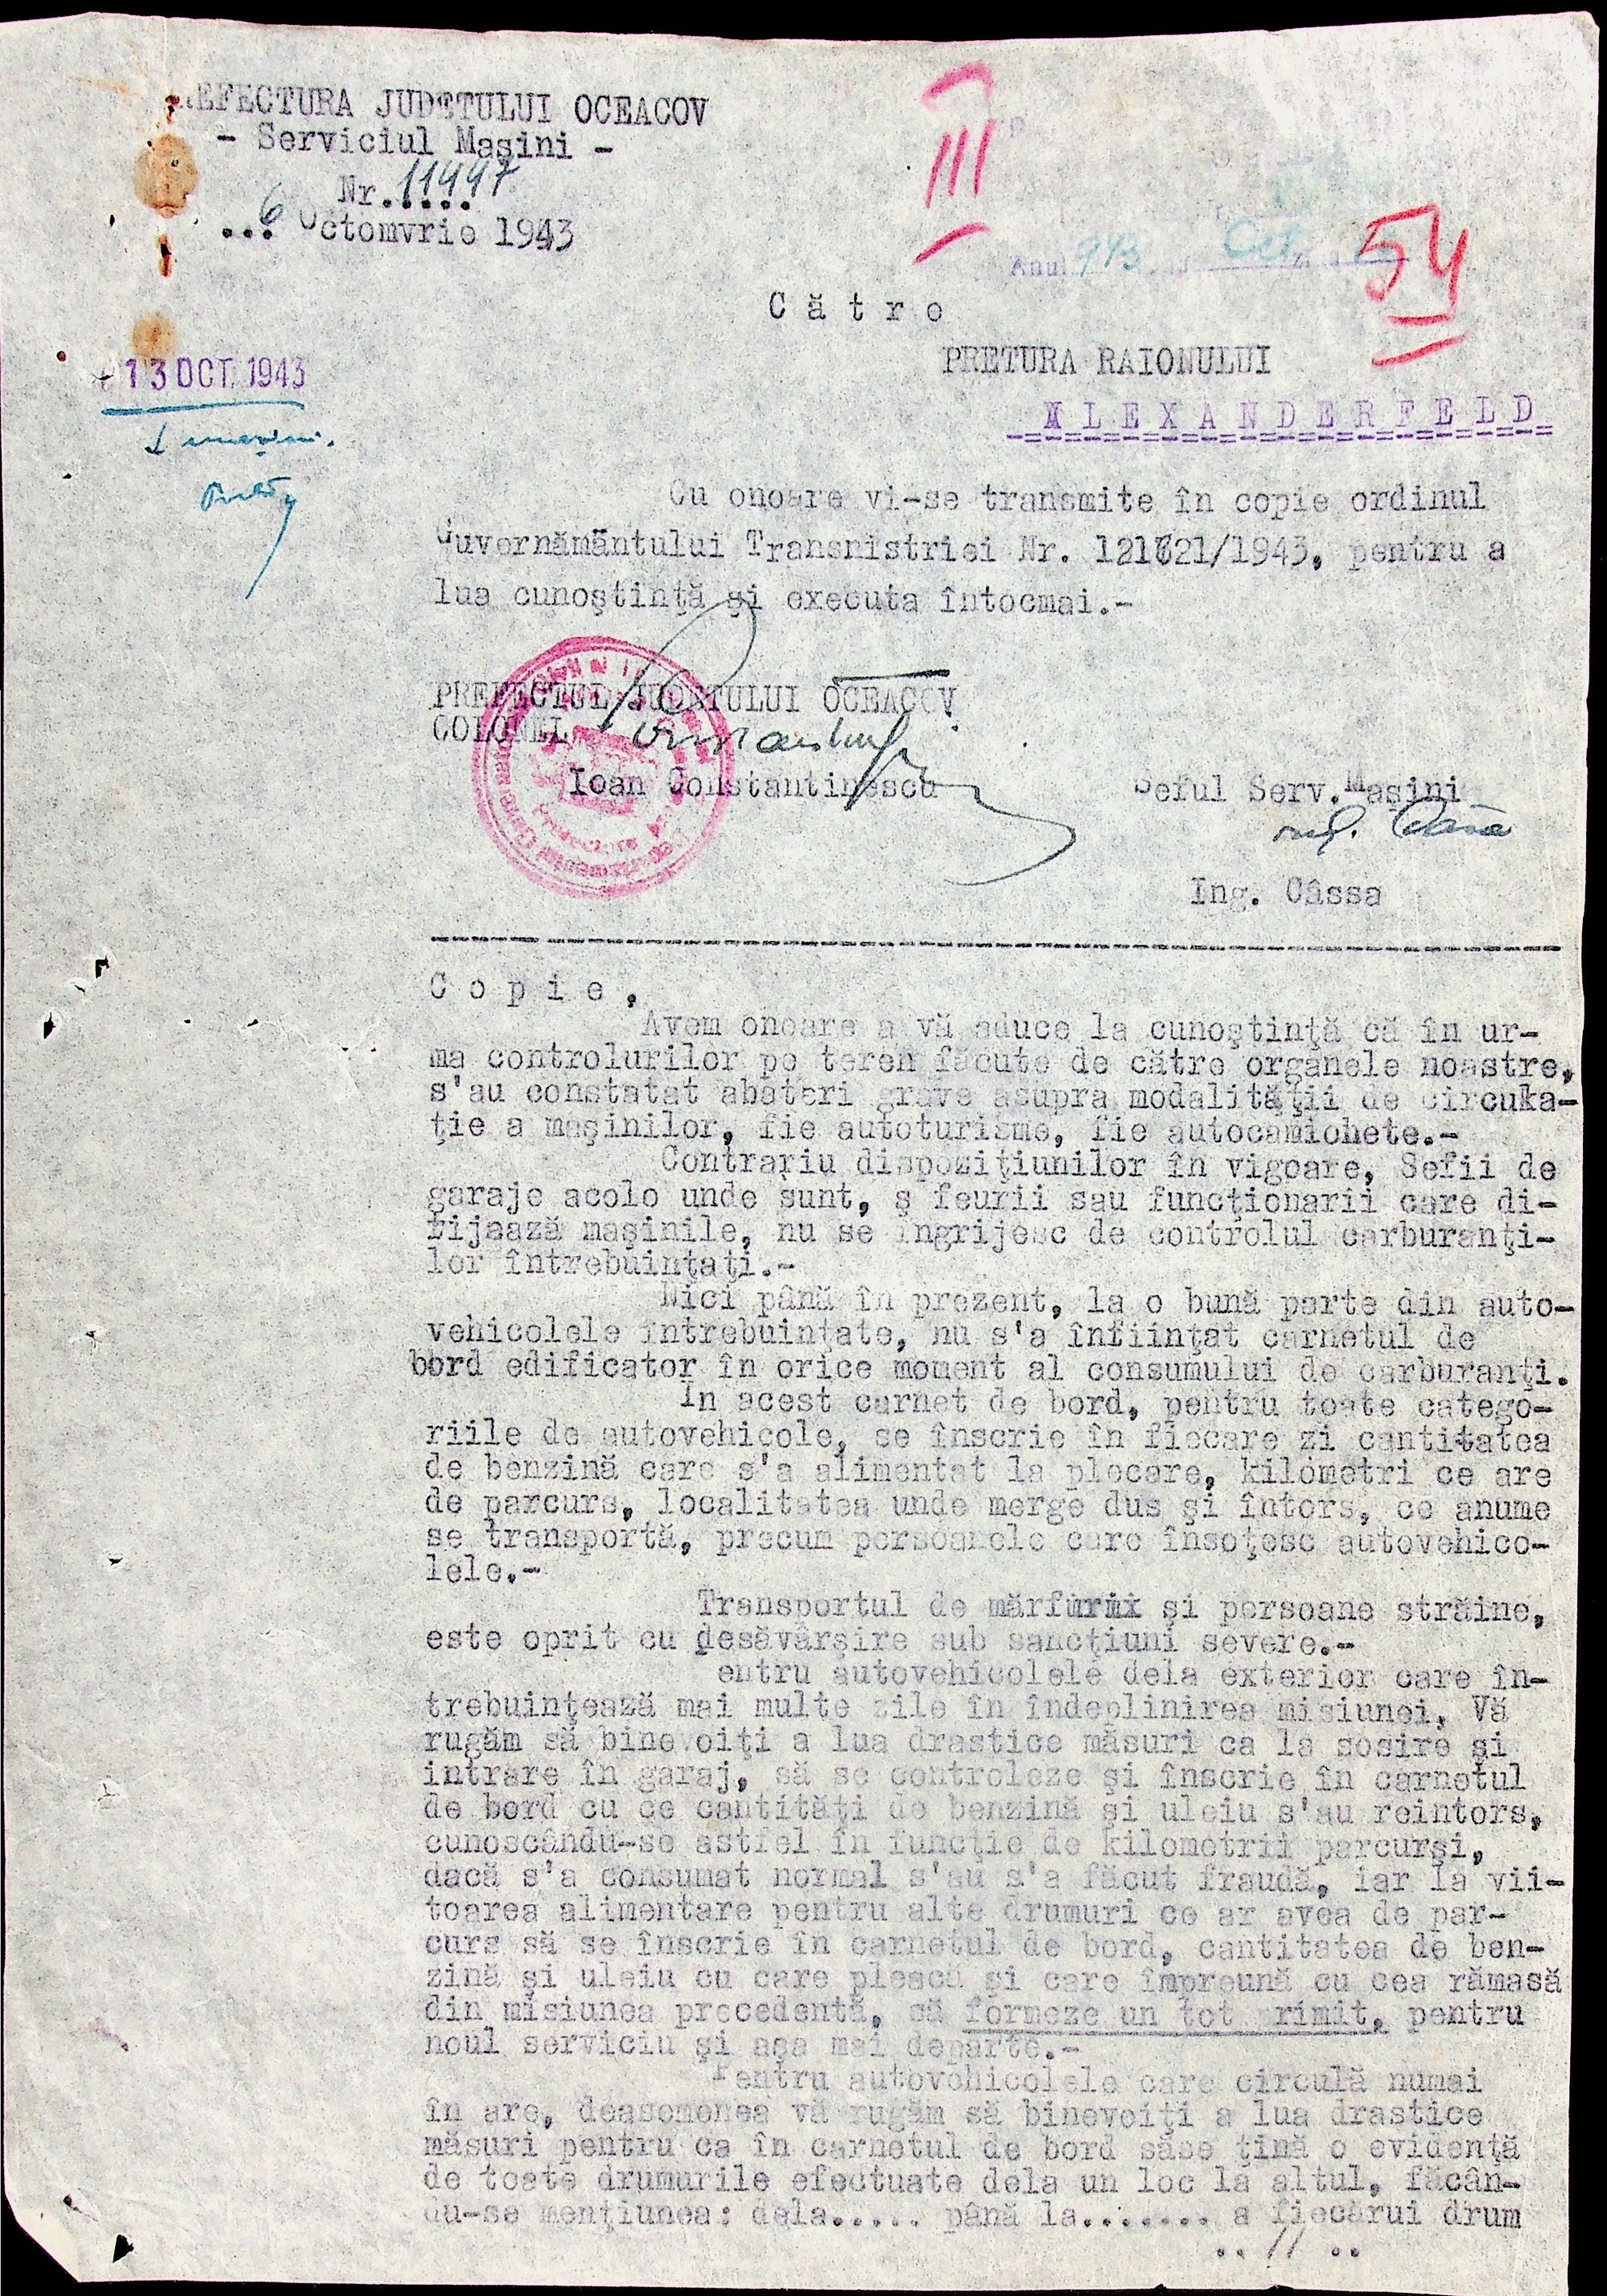 REFECTURA JUDETULUI OCEACOV
- Serviciul Maşini -
Nr. 11447
...6 Octomvrie 1943
III
Anul 943 Oct.
54
C ă t r e
PRETURA RAIONULUI
13 OCT. 1943
A L E X A N D E R F E L D
Cu onoare vi-se transmite în copie ordinul
Guvernământului Transnistriei Nr. 121621/1943, pentru a
lua cunoştinţă şi executa întocmai.-
PREFECTUL JUDETULUI OCEACOV
COLONEL
Ioan Constantinescu
Seful Serv.Maşini
Ing. Câssa
C o p i e .
Avem onoare a vă aduce la cunoştinţă că în ur-
ma controlurilor pe teren făcute de către organele noastre,
s'au constatat abateri grave asupra modalităţii de circuka-
ţie a maşinilor, fie autoturisme, fie autocamionete.-
Contrariu dispoziţiunilor în vigoare, Sefii de
garaje acolo unde sunt, ş feurii sau funcţionarii care di-
rijează maşinile, nu se îngrijesc de controlul carburanţi-
lor întrebuinţaţi.-
Nici până în prezent, la o bună parte din auto-
vehicolele întrebuinţate, nu s'a înfiinţat carnetul de
bord edificator în orice moment al consumului de carburanţi.
In acest carnet de bord, pentru toate catego-
riile de autovehicole, se înscrie în fiecare zi cantitatea
de benzină care s'a alimentat la plecare, kilometri ce are
de parcurs, localitatea unde merge dus şi întors, ce anume
se transportă, precum persoanele care însoţesc autovehico-
lele.-
Transportul de mărfurix şi persoane străine,
este oprit cu desăvârşire sub sancţiuni severe.-
entru autovehicolele dela exterior care în-
trebuinţează mai multe zile în îndeplinirea misiunei, Vă
rugăm să binevoiţi a lua drastice măsuri ca la sosire şi
intrare în garaj, să se controleze şi înscrie în carnetul
de bord cu ce cantităţi de benzină şi uleiu s'au reintors,
cunoscându-se astfel în funcţie de kilometrii parcurşi,
dacă s'a consumat normal s'au s'a făcut fraudă, iar la vii-
toarea alimentare pentru alte drumuri ce ar avea de par-
curs să se înscrie în carnetul de bord, cantitatea de ben-
zină şi uleiu cu care pleacă şi care împreună cu cea rămasă
din misiunea precedentă, să formeze un tot rimit, pentru
noul serviciu şi aşa mai departe.-
Pentru autovehicolele care circulă numai
în are, deasemenea vă rugăm să binevoiţi a lua drastice
măsuri pentru ca în carnetul de bord săse ţină o evidenţă
de toate drumurile efectuate dela un loc la altul, făcân-
du-se menţiunea: dela..... până la....... a fiecărui drum
.. // ..